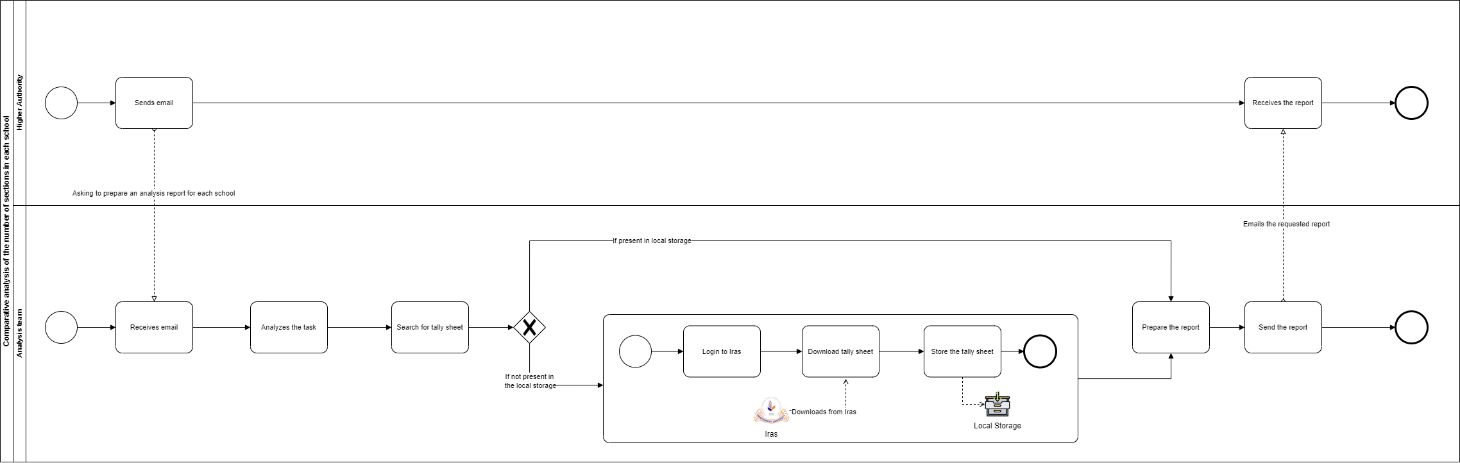 Comparative analysis of the number of sections in each school
Higher Authority
Sends email
Receives the report
Asking to prepare an analysis report for each school
Emails the requested report
Analysis team
If present in local storage
Receives email
Analyzes the task
Search for tally sheet
Prepare the report
Send the report
Login to Iras
Download tally sheet
Store the tally sheet
If not present in
the local storage
Downloads from Iras
Iras
Local Storage